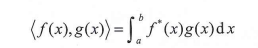 ⟨f(x), g(x)⟩ = ∫_a^b f*(x)g(x)dx